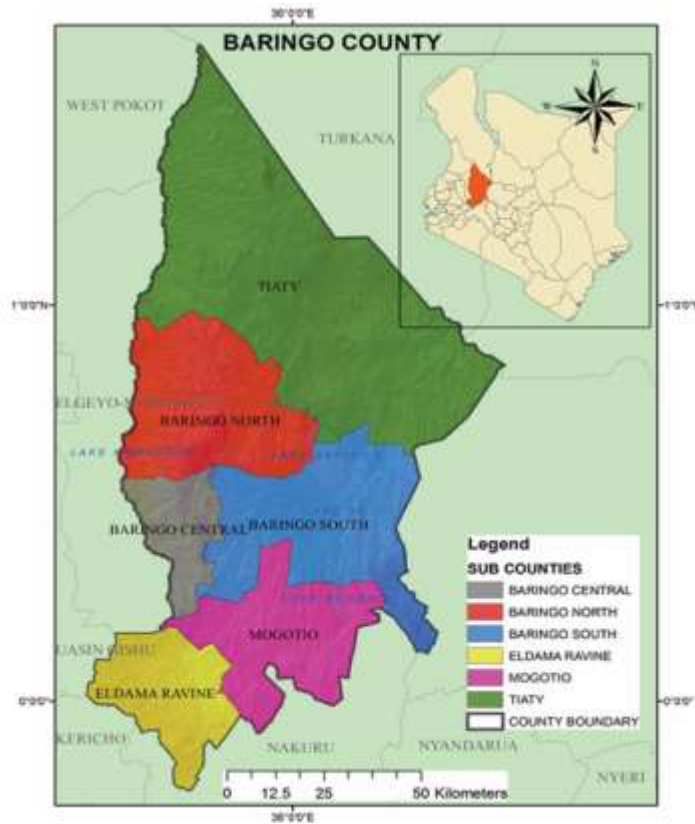 36°0'0"E
BARINGO COUNTY
N
W E
S
WEST POKOT
TURKANA
TIATY
1°0'0"N
1°0'0"N
BARINGO NORTH
BARINGO CENTRAL
BARINGO SOUTH
MOGOTIO
UASIN GISHU
ELDAMA RAVINE
0°0'0"
0°0'0"
KERICHO
NAKURU
NYANDARUA
NYERI
Legend
SUB COUNTIES
BARINGO CENTRAL
BARINGO NORTH
BARINGO SOUTH
ELDAMA RAVINE
MOGOTIO
TIATY
COUNTY BOUNDARY
0 12.5 25 50 Kilometers
36°0'0"E